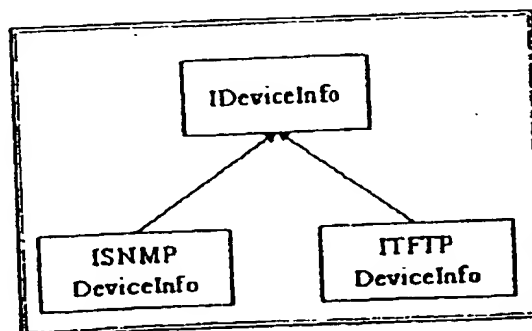 IDeviceInfo
ISNMP
DeviceInfo
ITFTP
DeviceInfo